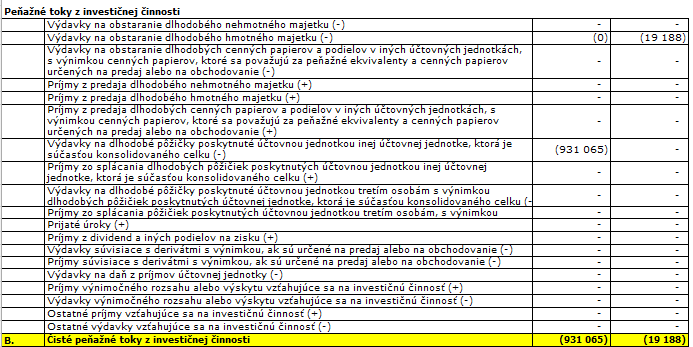 Peňažné toky z investičnej činnosti
Výdavky na obstaranie dlhodobého nehmotného majetku (-) - -
Výdavky na obstaranie dlhodobého hmotného majetku (-) (0) (19 188)
Výdavky na obstaranie dlhodobých cenných papierov a podielov v iných účtovných jednotkách,
s výnimkou cenných papierov, ktoré sa považujú za peňažné ekvivalenty a cenných papierov - -
určených na predaj alebo na obchodovanie (-)
Príjmy z predaja dlhodobého nehmotného majetku (+) - -
Príjmy z predaja dlhodobého hmotného majetku (+) - -
Príjmy z predaja dlhodobých cenných papierov a podielov v iných účtovných jednotkách, s
výnimkou cenných papierov, ktoré sa považujú za peňažné ekvivalenty a cenných papierov - -
určených na predaj alebo na obchodovanie (+)
Výdavky na dlhodobé pôžičky poskytnuté účtovnou jednotkou inej účtovnej jednotke, ktorá je
súčasťou konsolidovaného celku (-) (931 065) -
Príjmy zo splácania dlhodobých pôžičiek poskytnutých účtovnou jednotkou inej účtovnej
jednotke, ktorá je súčasťou konsolidovaného celku (+) - -
Výdavky na dlhodobé pôžičky poskytnuté účtovnou jednotkou tretím osobám s výnimkou
dlhodobých pôžičiek poskytnutých účtovnej jednotke, ktorá je súčasťou konsolidovaného celku (- - -
Príjmy zo splácania pôžičiek poskytnutých účtovnou jednotkou tretím osobám, s výnimkou - -
Prijaté úroky (+) - -
Príjmy z dividend a iných podielov na zisku (+) - -
Výdavky súvisiace s derivátmi s výnimkou, ak sú určené na predaj alebo na obchodovanie (-) - -
Príjmy súvisiace s derivátmi s výnimkou, ak sú určené na predaj alebo na obchodovanie (-) - -
Výdavky na daň z príjmov účtovnej jednotky (-) - -
Príjmy výnimočného rozsahu alebo výskytu vzťahujúce sa na investičnú činnosť (+) - -
Výdavky výnimočného rozsahu alebo výskytu vzťahujúce sa na investičnú činnosť (-) - -
Ostatné príjmy vzťahujúce sa na investičnú činnosť (+) - -
Ostatné výdavky vzťahujúce sa na investičnú činnosť (-) - -
B. Čisté peňažné toky z investičnej činnosti (931 065) (19 188)